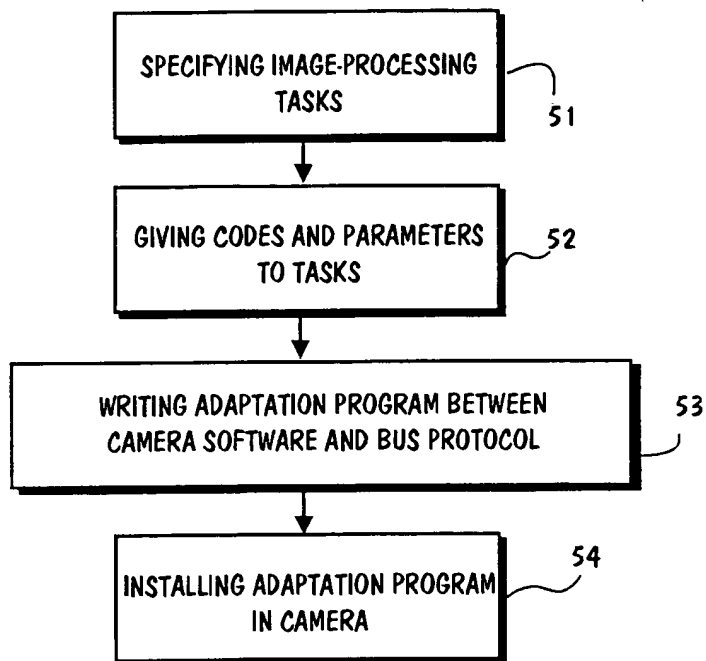 SPECIFYING IMAGE-PROCESSING
TASKS
51
GIVING CODES AND PARAMETERS
TO TASKS
52
WRITING ADAPTATION PROGRAM BETWEEN
CAMERA SOFTWARE AND BUS PROTOCOL
53
INSTALLING ADAPTATION PROGRAM
IN CAMERA
54